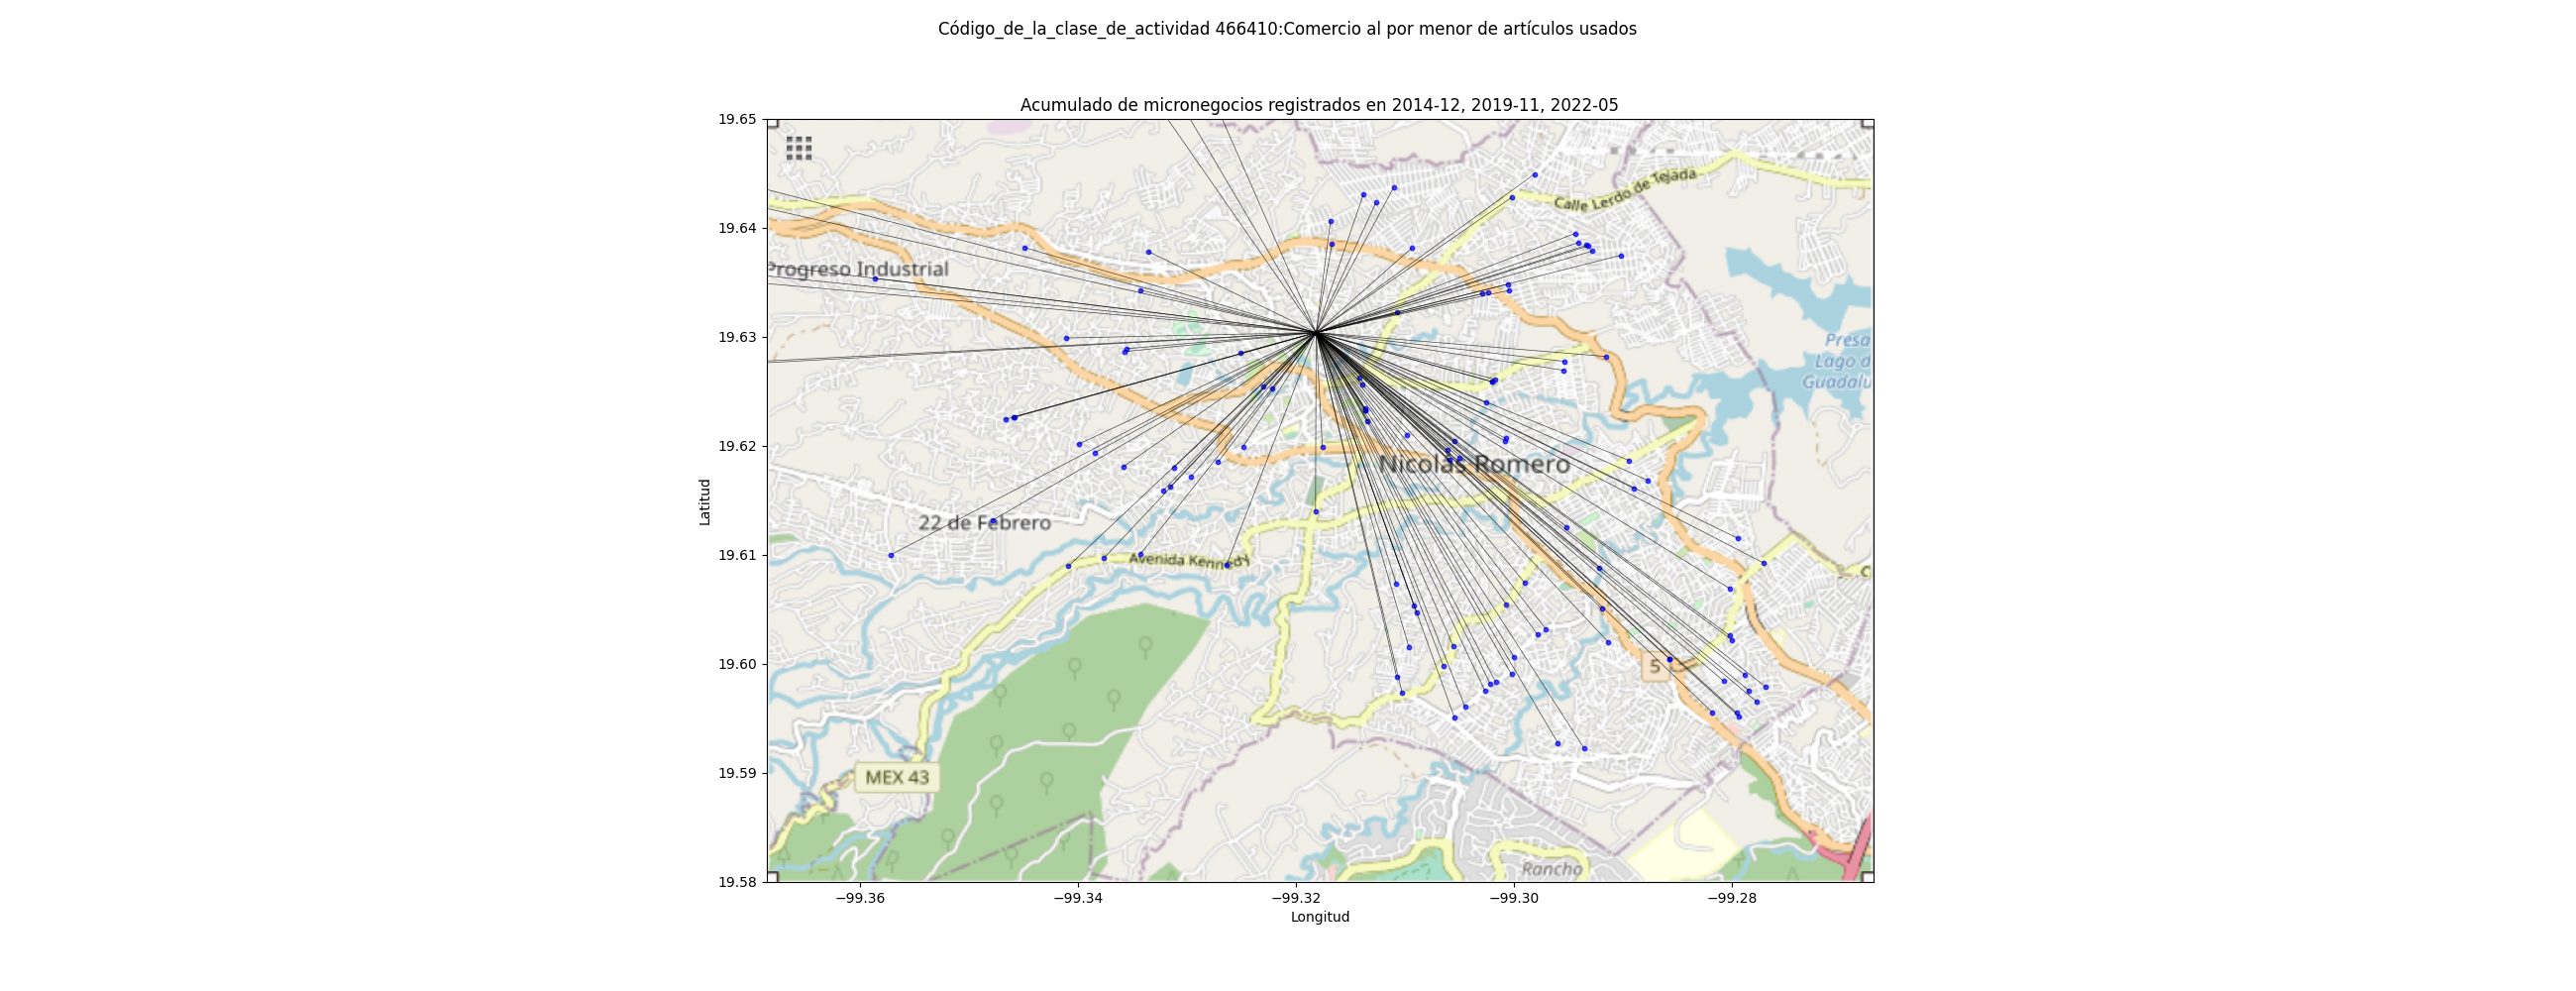 Código_de_la_clase_de_actividad 466410:Comercio al por menor de artículos usados
Acumulado de micronegocios registrados en 2014-12, 2019-11, 2022-05
19.65
Calle Lerdo de Tejada
19.64
Progreso Industrial
19.63
Presa
Lago d
Guadalu
19.62
Nicolás Romero
Latitud
22 de Febrero
19.61
Avenida Kennedy
C
19.60
5
19.59
MEX 43
Rancho
19.58
−99.36
−99.34
−99.32
−99.30
−99.28
Longitud